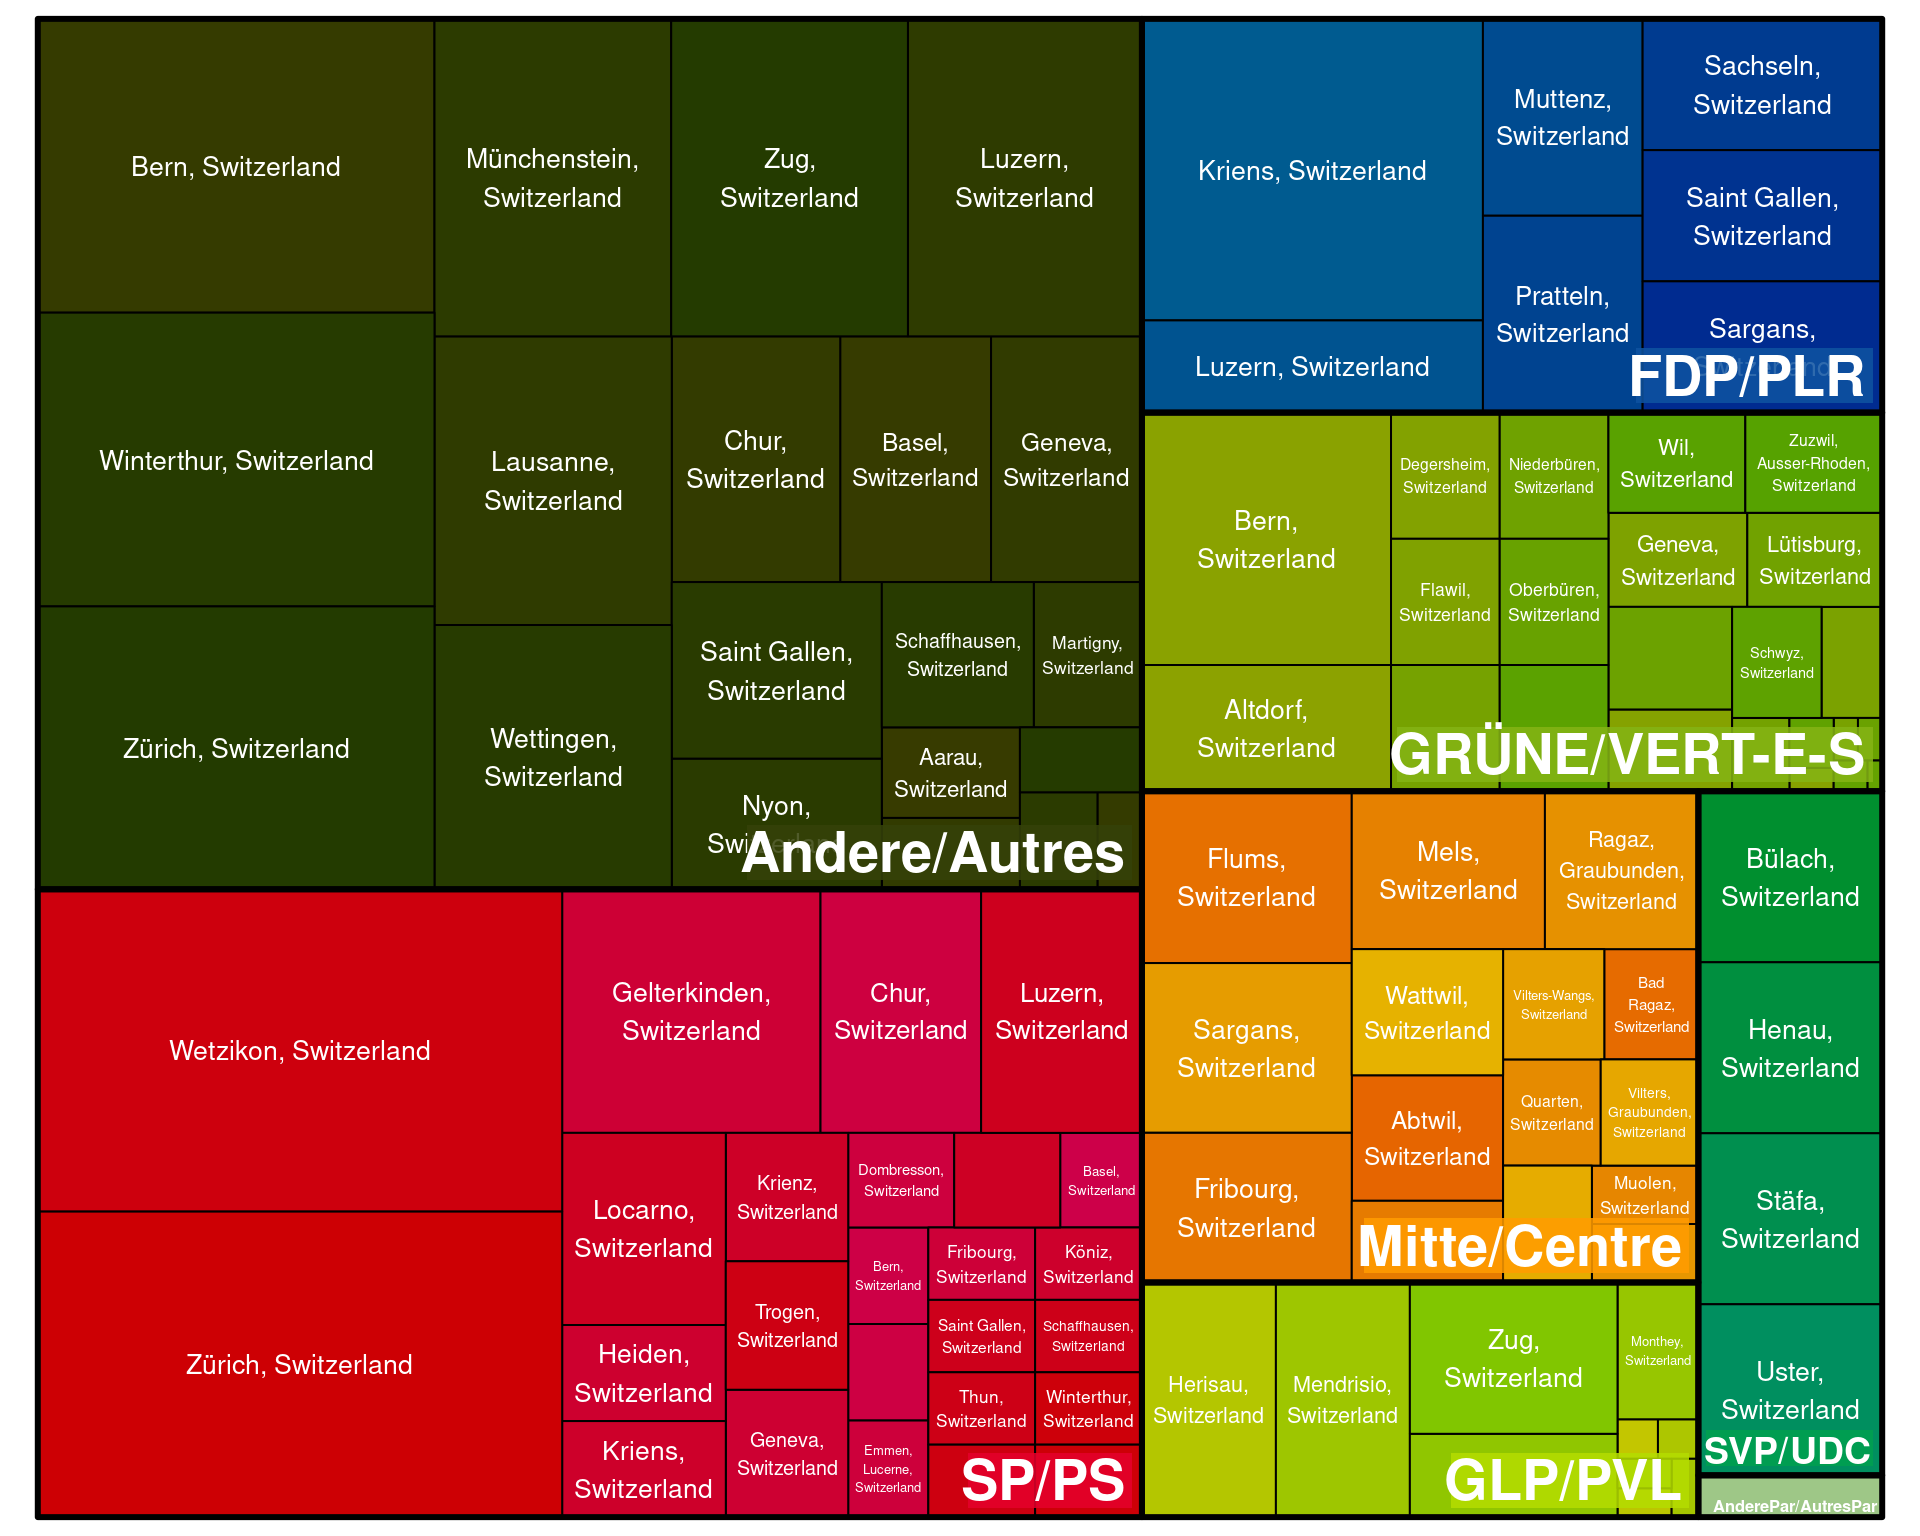 Bern, Switzerland
Winterthur, Switzerland
Zürich, Switzerland
Münchenstein,
Switzerland
Zug,
Switzerland
Luzern,
Switzerland
Lausanne,
Switzerland
Wettingen,
Switzerland
Chur,
Switzerland
Basel,
Switzerland
Geneva,
Switzerland
Saint Gallen,
Switzerland
Schaffhausen,
Switzerland
Martigny,
Switzerland
Aarau,
Switzerland
Nyon,
Switzerland
Andere/Autres
Kriens, Switzerland
Luzern, Switzerland
Muttenz,
Switzerland
Pratteln,
Switzerland
Sachseln,
Switzerland
Saint Gallen,
Switzerland
Sargans,
Switzerland
FDP/PLR
Bern,
Switzerland
Altdorf,
Switzerland
Degersheim,
Switzerland
Niederbüren,
Switzerland
Flawil,
Switzerland
Oberbüren,
Switzerland
Wil,
Switzerland
Zuzwil,
Ausser-Rhoden,
Switzerland
Geneva,
Switzerland
Lütisburg,
Switzerland
Schwyz,
Switzerland
GRÜNE/VERT-E-S
Wetzikon, Switzerland
Zürich, Switzerland
Gelterkinden,
Switzerland
Chur,
Switzerland
Luzern,
Switzerland
Locarno,
Switzerland
Heiden,
Switzerland
Kriens,
Switzerland
Krienz,
Switzerland
Trogen,
Switzerland
Geneva,
Switzerland
Dombresson,
Switzerland
Basel,
Switzerland
Bern,
Switzerland
Fribourg,
Switzerland
Köniz,
Switzerland
Saint Gallen,
Switzerland
Schaffhausen,
Switzerland
Thun,
Switzerland
Winterthur,
Switzerland
Emmen,
Lucerne,
Switzerland
SP/PS
Flums,
Switzerland
Sargans,
Switzerland
Fribourg,
Switzerland
Mels,
Switzerland
Ragaz,
Graubunden,
Switzerland
Wattwil,
Switzerland
Abtwil,
Switzerland
Vilters-Wangs,
Switzerland
Bad
Ragaz,
Switzerland
Quarten,
Switzerland
Vilters,
Graubunden,
Switzerland
Muolen,
Switzerland
Mitte/Centre
Herisau,
Switzerland
Mendrisio,
Switzerland
Zug,
Switzerland
Monthey,
Switzerland
GLP/PVL
Bülach,
Switzerland
Henau,
Switzerland
Stäfa,
Switzerland
Uster,
Switzerland
SVP/UDC
AnderePar/AutresPar